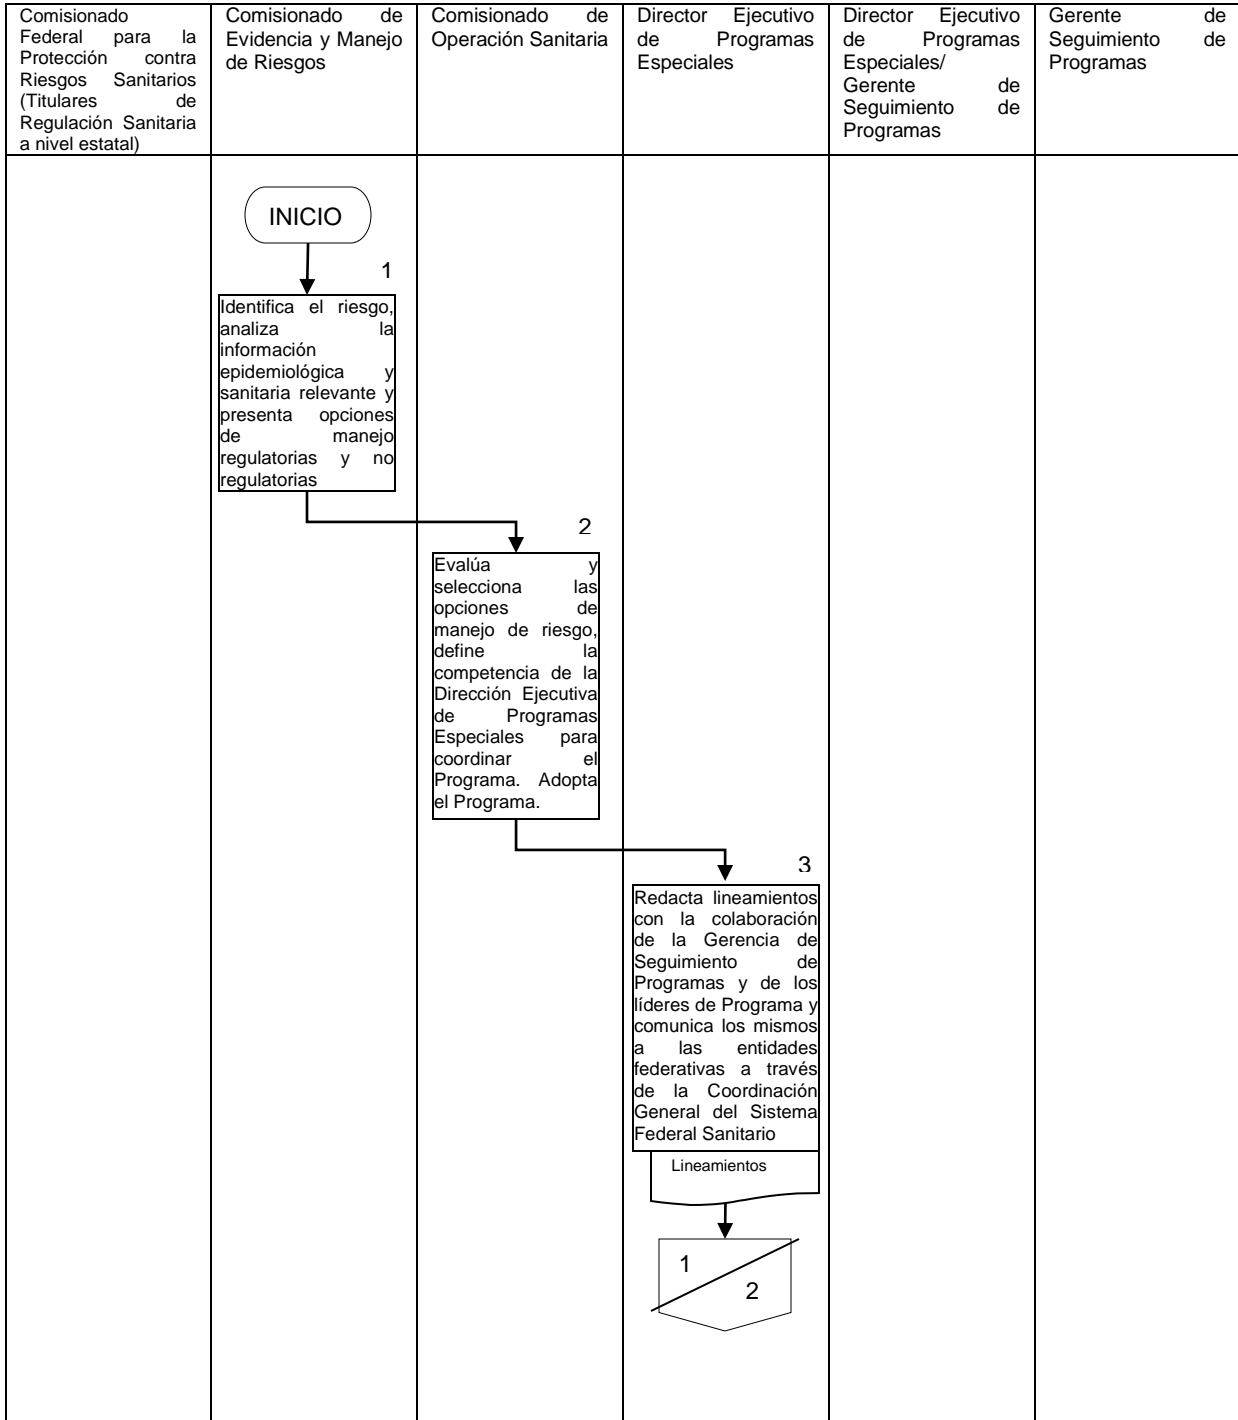 Comisionado
Federal para la
Protección contra
Riesgos Sanitarios
(Titulares de
Regulación Sanitaria
a nivel estatal)
Comisionado de
Evidencia y Manejo
de Riesgos
Comisionado de
Operación Sanitaria
Director Ejecutivo
de Programas
Especiales
Director Ejecutivo
de Programas
Especiales/
Gerente de
Seguimiento de
Programas
Gerente de
Seguimiento de
Programas
INICIO
1
Identifica el riesgo,
analiza la
información
epidemiológica y
sanitaria relevante y
presenta opciones
de manejo
regulatorias y no
regulatorias
2
Evalúa y
selecciona las
opciones de
manejo de riesgo,
define la
competencia de la
Dirección Ejecutiva
de Programas
Especiales para
coordinar el
Programa. Adopta
el Programa.
3
Redacta lineamientos
con la colaboración
de la Gerencia de
Seguimiento de
Programas y de los
líderes de Programa y
comunica los mismos
a las entidades
federativas a través
de la Coordinación
General del Sistema
Federal Sanitario
Lineamientos
1
2